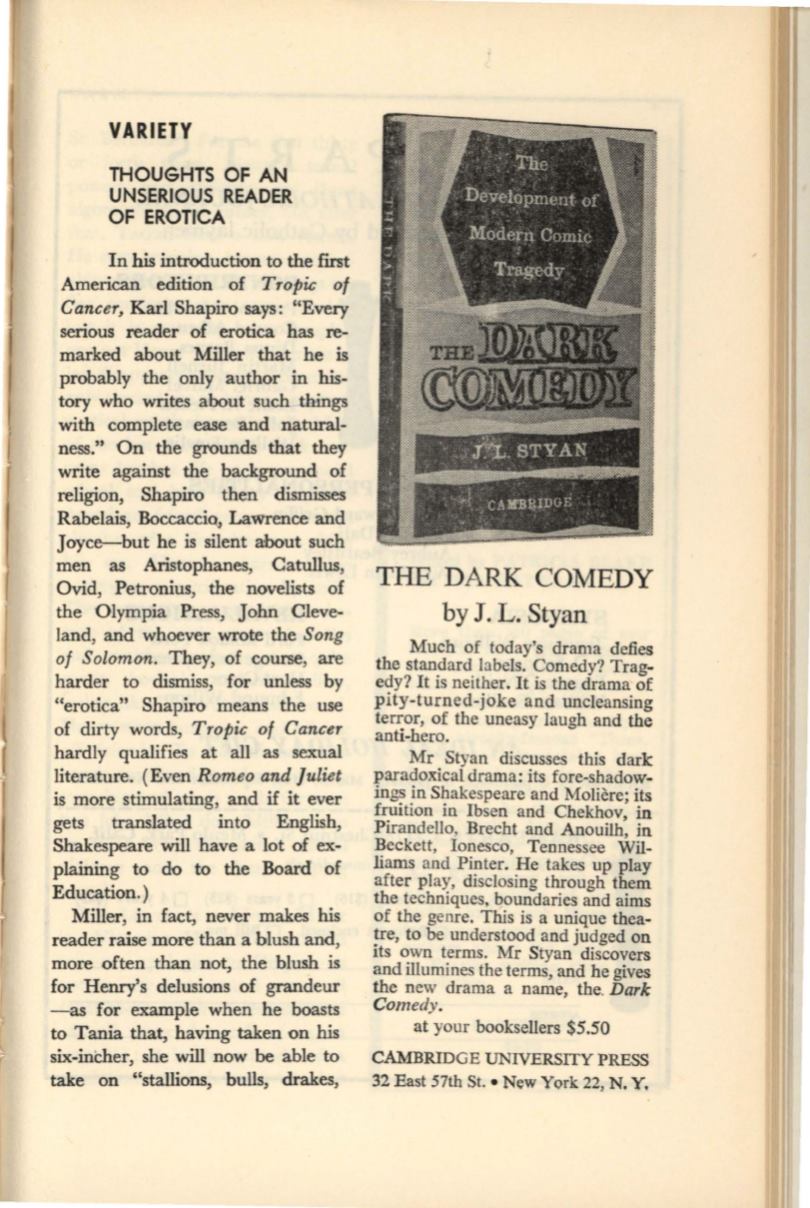 VARIETY
THOUGHTS OF AN
UNSERIOUS READER
OF EROTICA
In his introduction to the first
American edition of Tropic of
Cancer, Karl Shapiro says: “Every
serious reader of erotica has re-
marked about Miller that he is
probably the only author in his-
tory who writes about such things
with complete ease and natural-
ness.” On the grounds that they
write against the background of
religion, Shapiro then dismisses
Rabelais, Boccaccio, Lawrence and
Joyce—but he is silent about such
men as Aristophanes, Catullus,
Ovid, Petronius, the novelists of
the Olympia Press, John Cleve-
land, and whoever wrote the Song
of Solomon. They, of course, are
harder to dismiss, for unless by
“erotica” Shapiro means the use
of dirty words, Tropic of Cancer
hardly qualifies at all as sexual
literature. (Even Romeo and Juliet
is more stimulating, and if it ever
gets translated into English,
Shakespeare will have a lot of ex-
plaining to do to the Board of
Education.)
Miller, in fact, never makes his
reader raise more than a blush and,
more often than not, the blush is
for Henry’s delusions of grandeur
—as for example when he boasts
to Tania that, having taken on his
six-incher, she will now be able to
take on “stallions, bulls, drakes,
The
Development of
Modern Comic
Tragedy
THE DARK
COMEDY
J. L. STYAN
CAMBRIDGE
THE DARK
THE DARK COMEDY
by J. L. Styan
Much of today’s drama defies
the standard labels. Comedy? Trag-
edy? It is neither. It is the drama of
pity-turned-joke and uncleansing
terror, of the uneasy laugh and the
anti-hero.
Mr Styan discusses this dark
paradoxical drama: its fore-shadow-
ings in Shakespeare and Molière; its
fruition in Ibsen and Chekhov, in
Pirandello, Brecht and Anouilh, in
Beckett, Ionesco, Tennessee Wil-
liams and Pinter. He takes up play
after play, disclosing through them
the techniques, boundaries and aims
of the genre. This is a unique thea-
tre, to be understood and judged on
its own terms. Mr Styan discovers
and illumines the terms, and he gives
the new drama a name, the Dark
Comedy.
at your booksellers $5.50
CAMBRIDGE UNIVERSITY PRESS
32 East 57th St. • New York 22, N. Y.